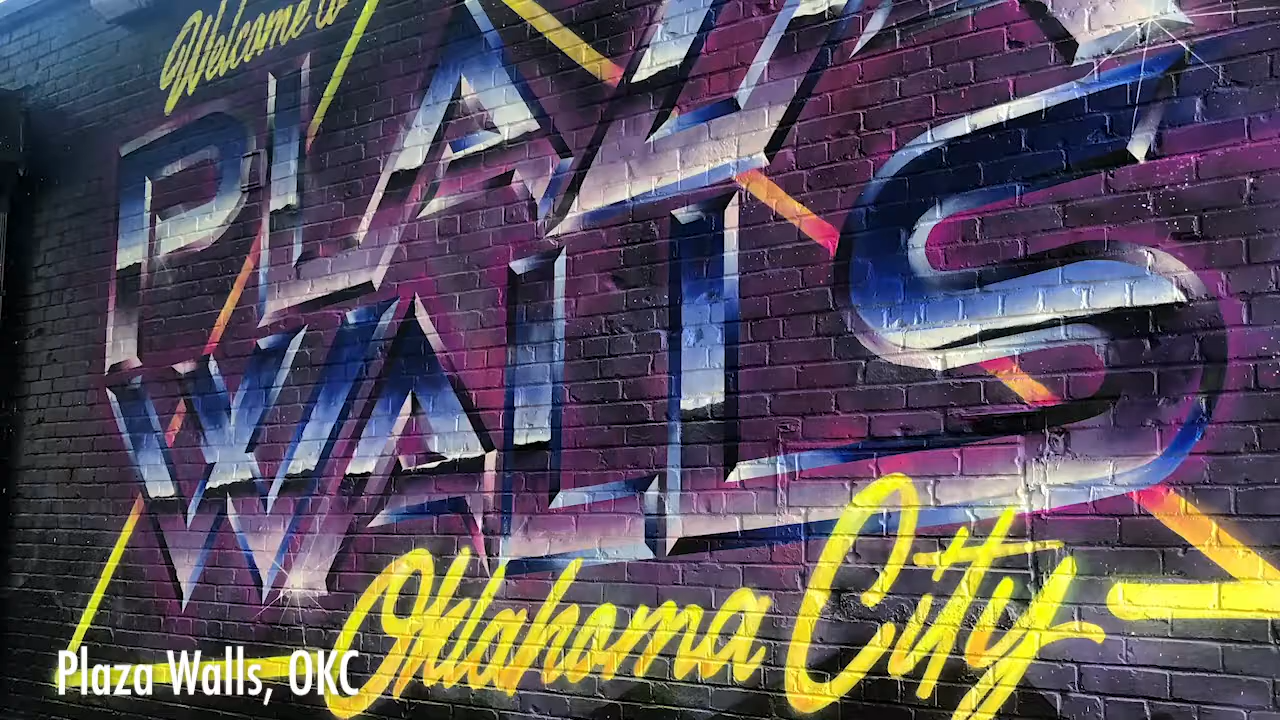 Welcome to
PLAZA
WALLS
Oklahoma City
Plaza Walls, OKC